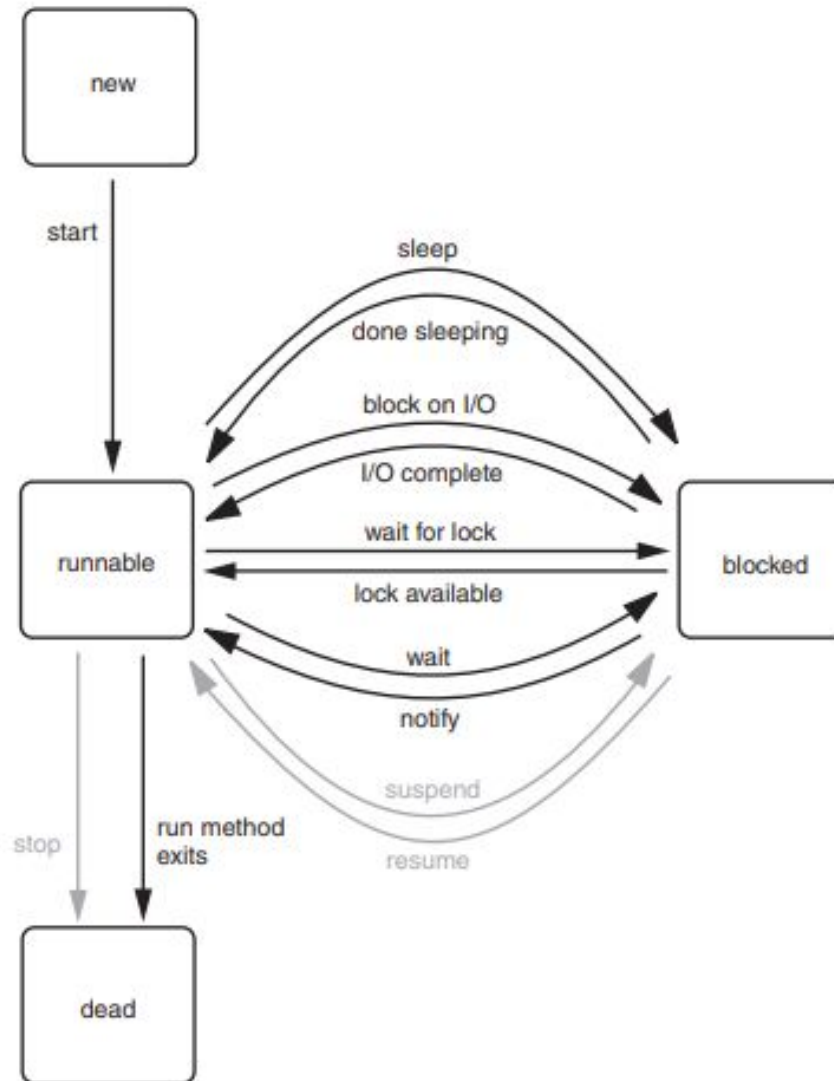 new
start
sleep
done sleeping
block on I/O
I/O complete
wait for lock
runnable
blocked
lock available
wait
notify
suspend
stop
run method
exits
resume
dead